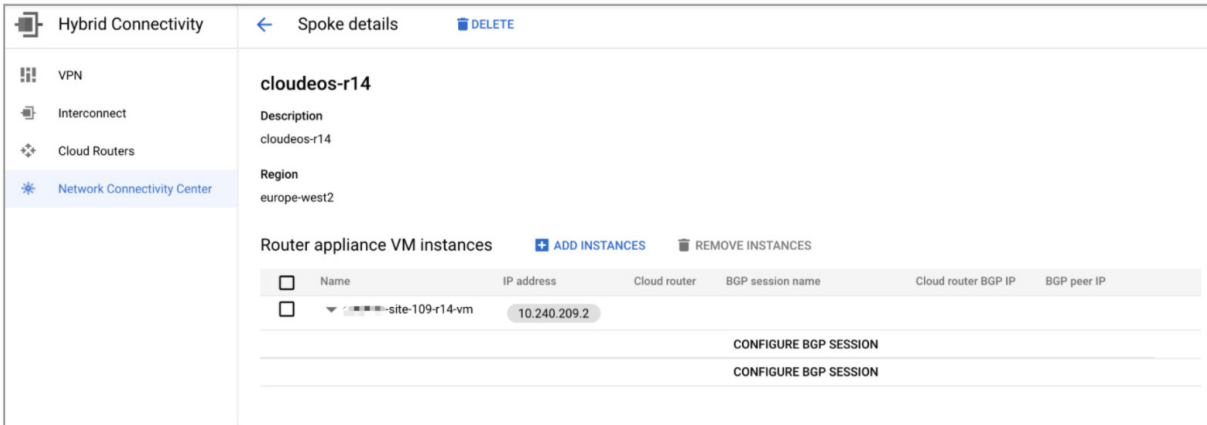 Hybrid Connectivity
Spoke details
DELETE
VPN
Interconnect
Cloud Routers
Network Connectivity Center
cloudeos-r14
Description
cloudeos-r14
Region
europe-west2
Router appliance VM instances
ADD INSTANCES
REMOVE INSTANCES
Name IP address Cloud router BGP session name Cloud router BGP IP BGP peer IP
-site-109-r14-vm 10.240.209.2
CONFIGURE BGP SESSION
CONFIGURE BGP SESSION